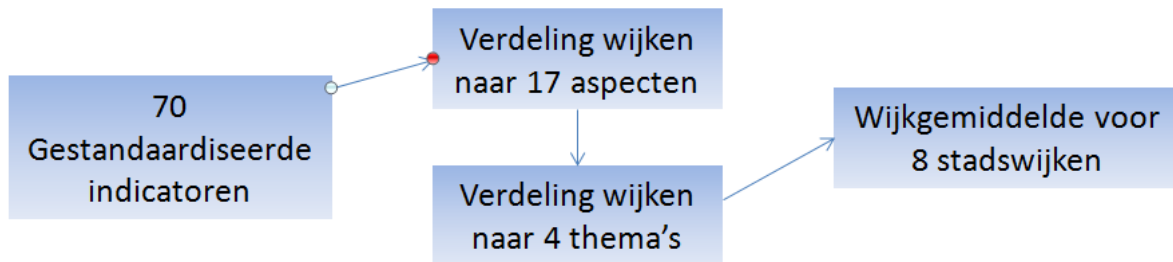 70
Gestandaardiseerde
indicatoren
Verdeling wijken
naar 17 aspecten
Verdeling wijken
naar 4 thema's
Wijkgemiddelde voor
8 stadswijken